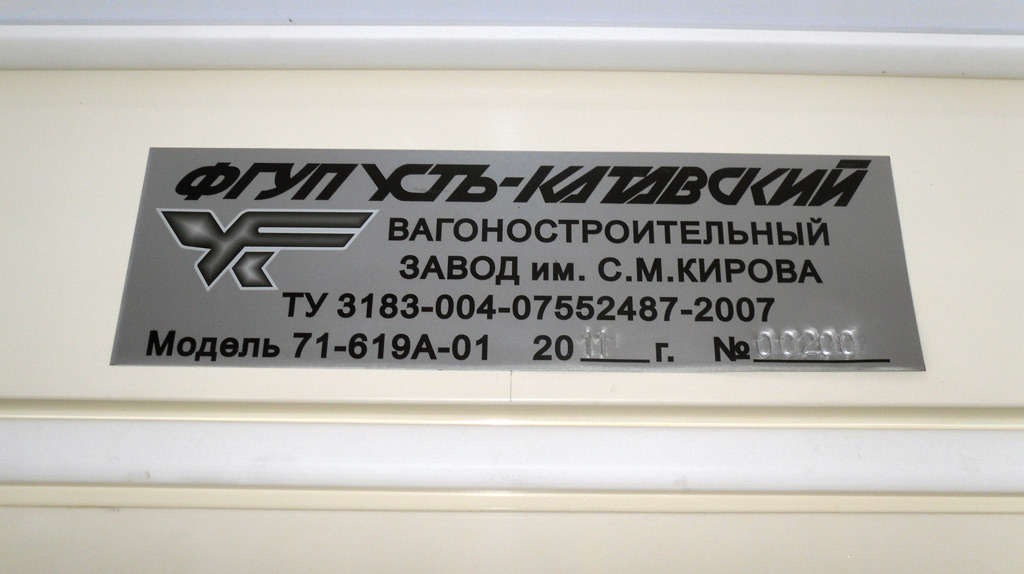 ФГУП УСТЬ-КАТАВСКИЙ
ВАГОНОСТРОИТЕЛЬНЫЙ
ЗАВОД им. С.М.КИРОВА
ТУ 3183-004-07552487-2007
Модель 71-619А-01 2011 г. №00200